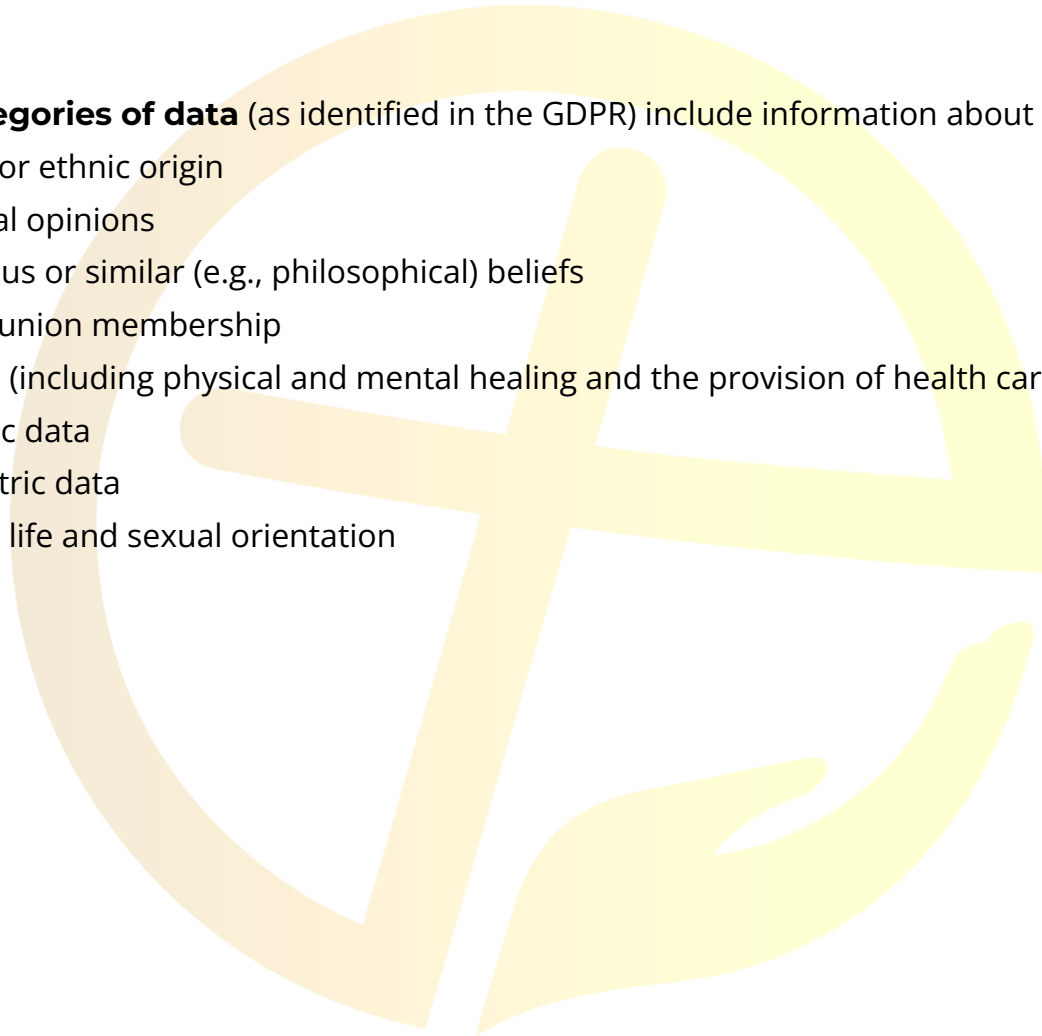 egories of data (as identified in the GDPR) include information about
or ethnic origin
al opinions
us or similar (e.g., philosophical) beliefs
union membership
(including physical and mental healing and the provision of health car
c data
tric data
life and sexual orientation